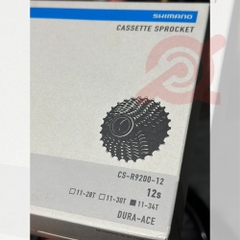 SHIMANO
CASSETTE SPROCKET
CS-R9200-12
12s
□11-28T □11-30T ■11-34T
DURA-ACE